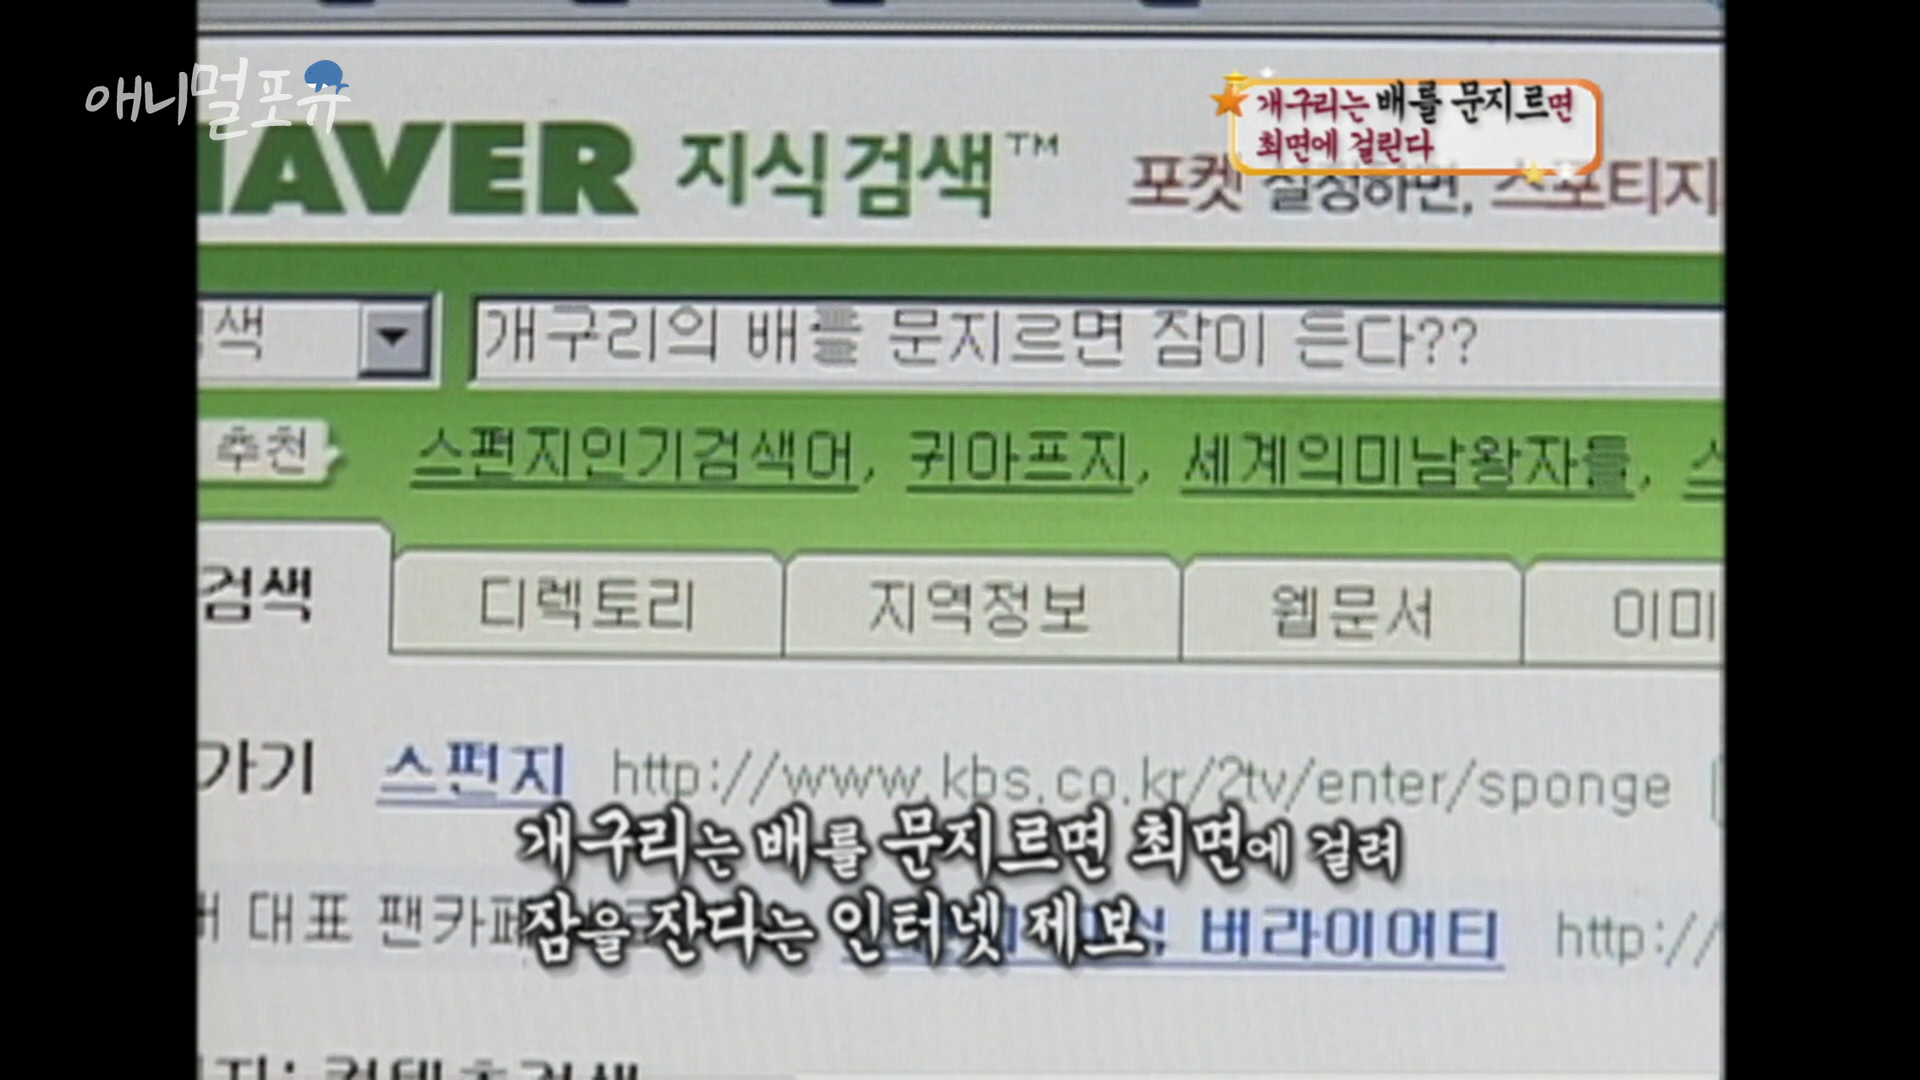 애니멀포유
개구리는 배를 문지르면
최면에 걸린다
NAVER 지식검색™
포켓 설정하면, 스포티지
검색
개구리의 배를 문지르면 잠이 든다??
추천
스펀지인기검색어, 귀아프지, 세계의미남왕자들, 스
검색 디렉토리 지역정보 웹문서 이미
가기 스펀지 http://www.kbs.co.kr/2tv/enter/sponge
개구리는 배를 문지르면 최면에 걸려
대표 팬카페 버라이어티 http://
잠을 잔다는 인터넷 제보